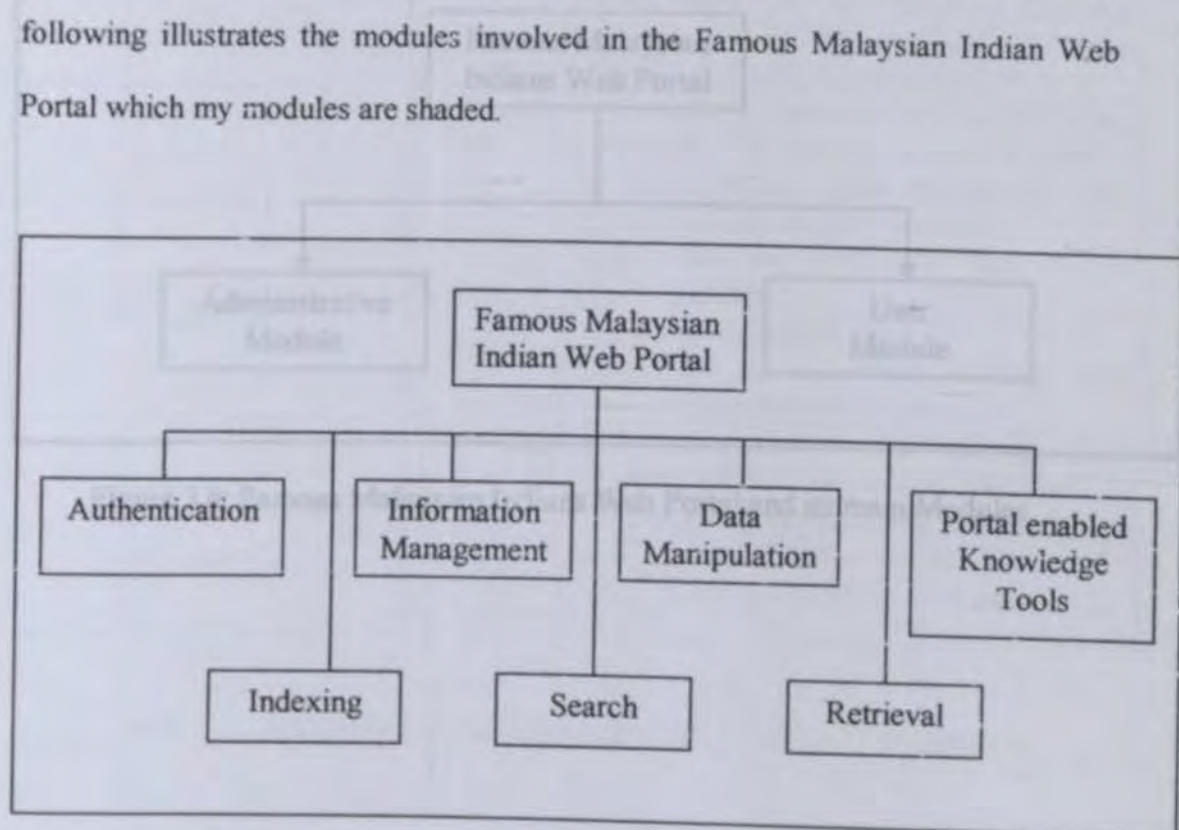 following illustrates the modules involved in the Famous Malaysian Indian Web
Portal which my modules are shaded.
Famous Malaysian
Indian Web Portal
Authentication
Information
Management
Data
Manipulation
Portal enabled
Knowledge
Tools
Indexing
Search
Retrieval